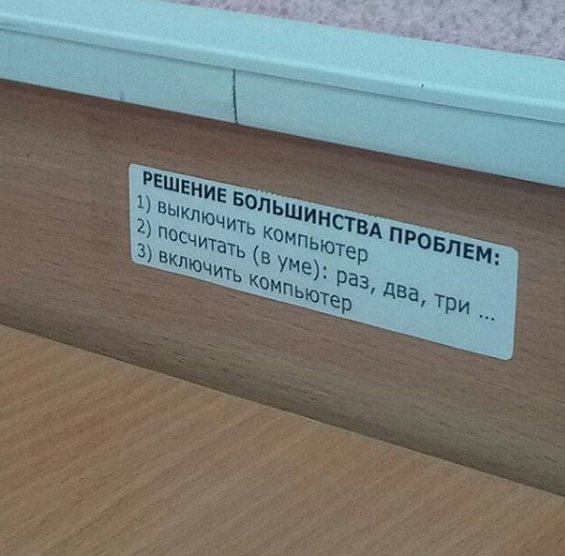 РЕШЕНИЕ БОЛЬШИНСТВА ПРОБЛЕМ:
1) выключить компьютер
2) посчитать (в уме): раз, два, три ...
3) включить компьютер